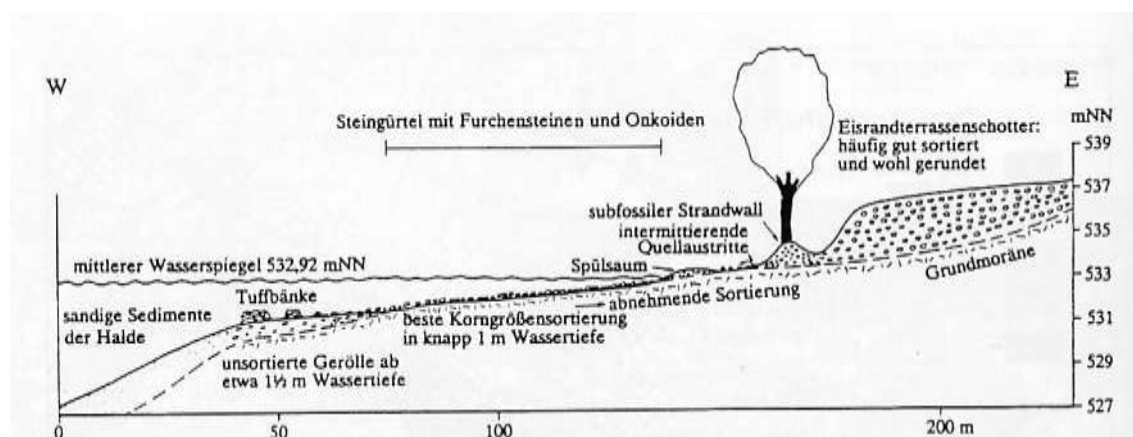 W
E
mNN
Steingürtel mit Furchensteinen und Onkoiden
Eisrandterrassenschotter:
häufig gut sortiert
und wohl gerundet
539
537
535
533
531
529
527
subfossiler Strandwall
intermittierende
Quellaustritte
Spülsaum
mittlerer Wasserspiegel 532,92 mNN
Grundmoräne
Tuffbänke
abnehmende Sortierung
sandige Sedimente
der Halde
beste Korngrößensortierung
in knapp 1 m Wassertiefe
unsortierte Gerölle ab
etwa 1½ m Wassertiefe
0
50
100
200 m